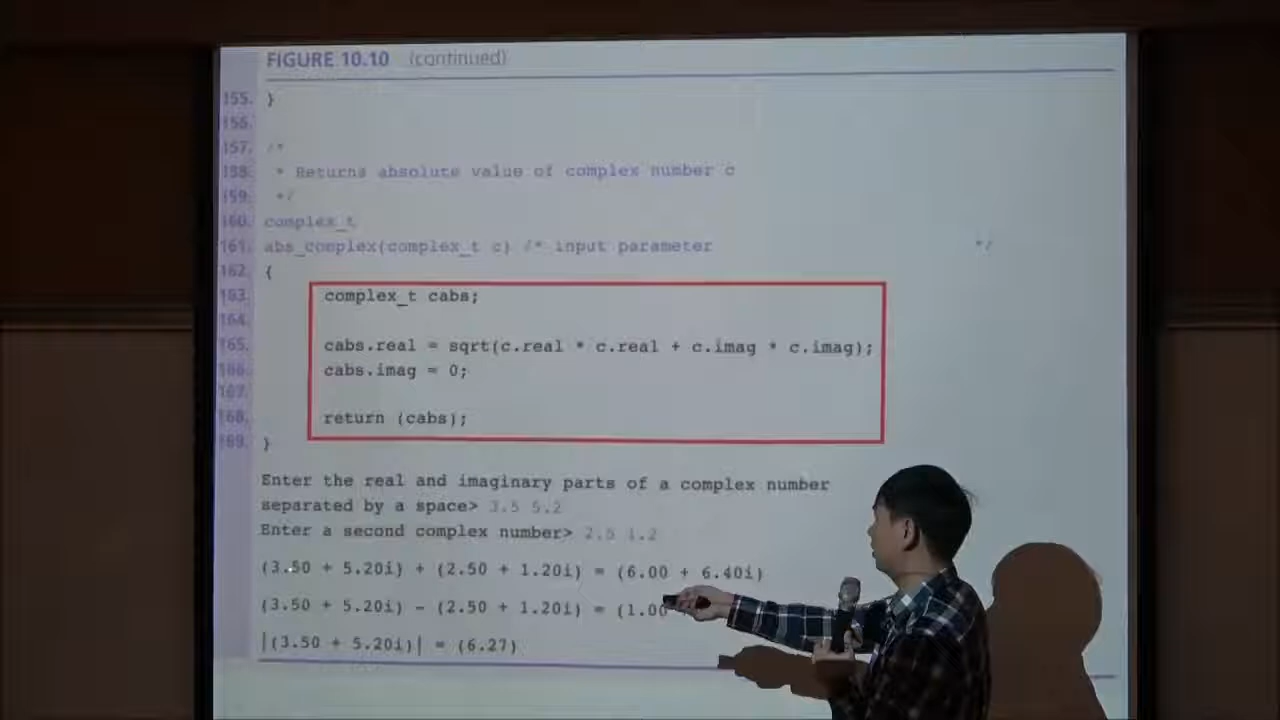 FIGURE 10.10 (continued)
155. }
156.
157. /*
158. * Returns absolute value of complex number c
159. */
160. complex_t
161. abs_complex(complex_t c) /* input parameter */
162. {
163. complex_t cabs;
164.
165. cabs.real = sqrt(c.real * c.real + c.imag * c.imag);
166. cabs.imag = 0;
167.
168. return (cabs);
169. }
Enter the real and imaginary parts of a complex number
separated by a space> 3.5 5.2
Enter a second complex number> 2.5 1.2
(3.50 + 5.20i) + (2.50 + 1.20i) = (6.00 + 6.40i)
(3.50 + 5.20i) - (2.50 + 1.20i) = (1.00
|(3.50 + 5.20i)| = (6.27)